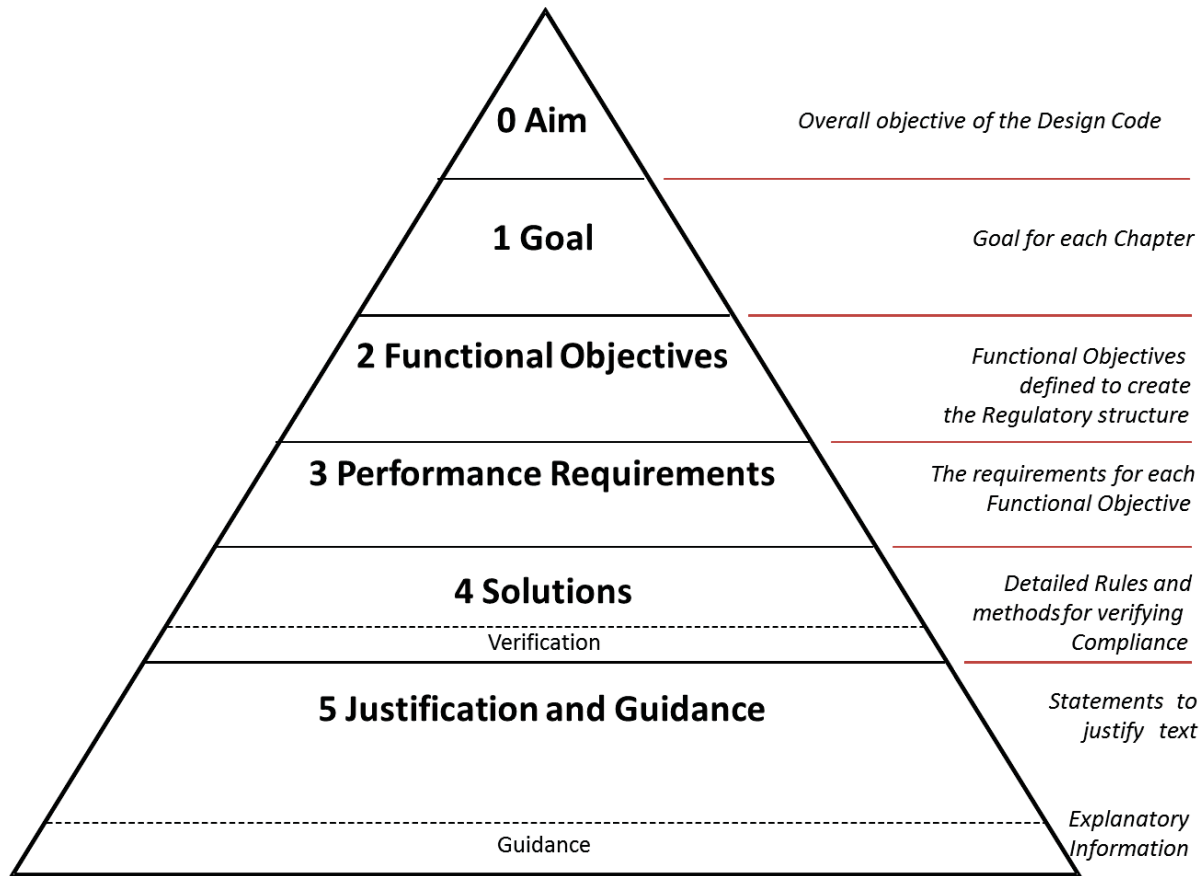 0 Aim
Overall objective of the Design Code
1 Goal
Goal for each Chapter
2 Functional Objectives
Functional Objectives
defined to create
the Regulatory structure
3 Performance Requirements
The requirements for each
Functional Objective
4 Solutions
Verification
Detailed Rules and
methods for verifying
Compliance
5 Justification and Guidance
Statements to
justify text
Guidance
Explanatory
Information